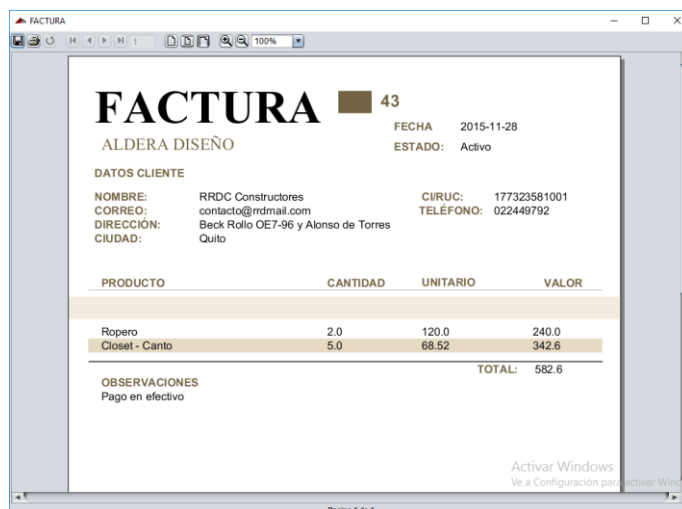 FACTURA
1
100%
FACTURA 43
FECHA 2015-11-28
ALDERA DISEÑO
ESTADO: Activo
DATOS CLIENTE
NOMBRE: RRDC Constructores CI/RUC: 177323581001
CORREO: contacto@rrdmail.com TELÉFONO: 022449792
DIRECCIÓN: Beck Rollo OE7-96 y Alonso de Torres
CIUDAD: Quito
PRODUCTO CANTIDAD UNITARIO VALOR
Ropero 2.0 120.0 240.0
Closet - Canto 5.0 68.52 342.6
TOTAL: 582.6
OBSERVACIONES
Pago en efectivo
Activar Windows
Ve a Configuración para activar Wind